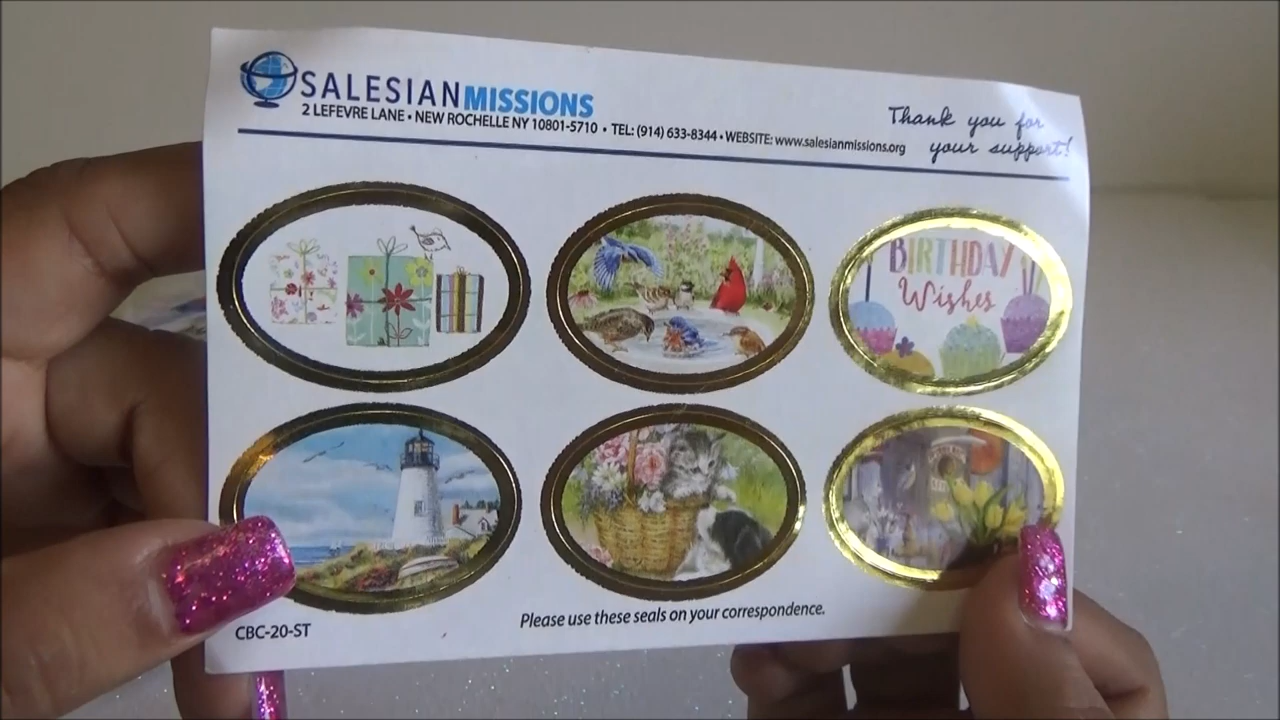 SALESIANMISSIONS
2 LEFEVRE LANE • NEW ROCHELLE NY 10801-5710 • TEL: (914) 633-8344 • WEBSITE: www.salesianmissions.org
Thank you for
your support!
BIRTHDAY
Wishes
Please use these seals on your correspondence.
CBC-20-ST